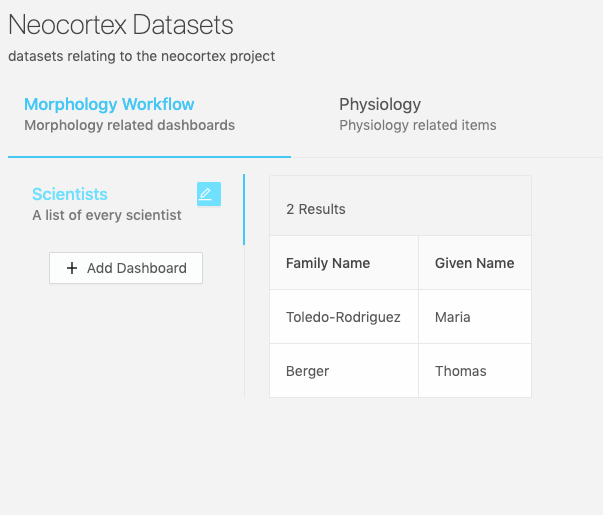 Neocortex Datasets
datasets relating to the neocortex project
Morphology Workflow
Morphology related dashboards
Physiology
Physiology related items
Scientists
A list of every scientist
+ Add Dashboard
2 Results
Family Name Given Name
Toledo-Rodriguez Maria
Berger Thomas